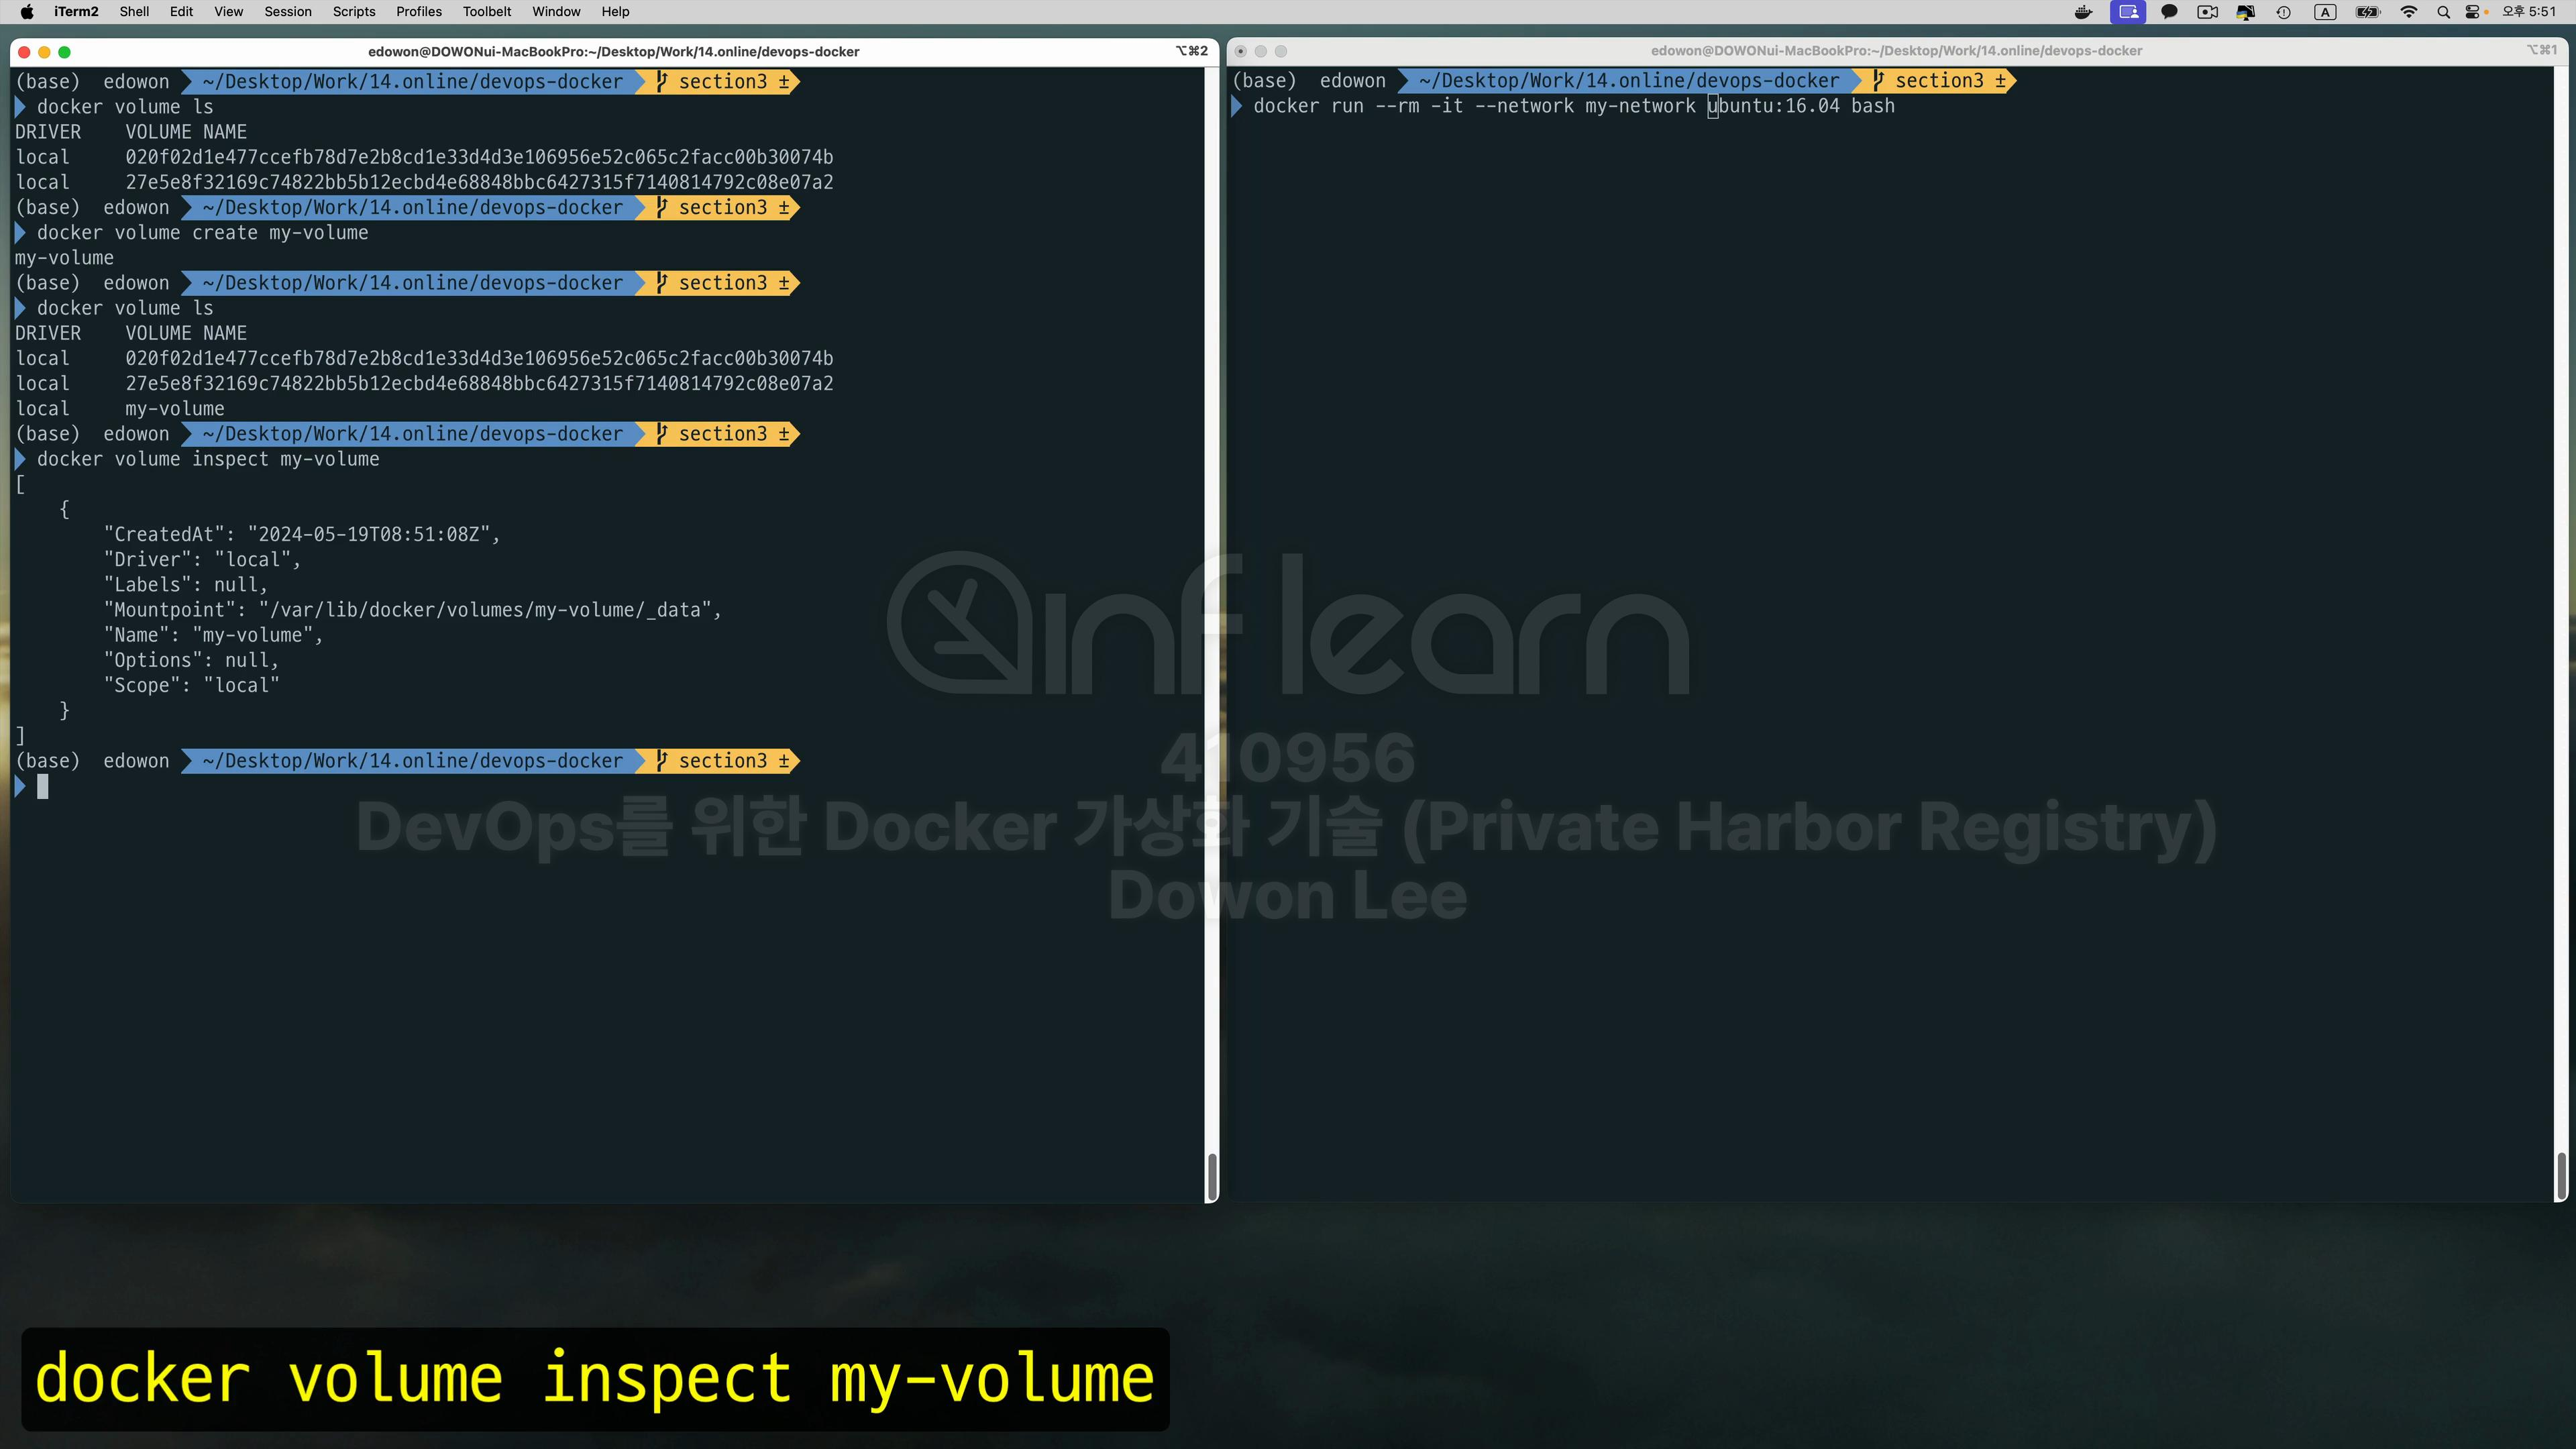 iTerm2 Shell Edit View Session Scripts Profiles Toolbelt Window Help
A 오후 5:51
edowon@DOWONui-MacBookPro:~/Desktop/Work/14.online/devops-docker ⌥⌘2
(base) edowon ~/Desktop/Work/14.online/devops-docker section3 ±
docker volume ls
DRIVER VOLUME NAME
local 020f02d1e477ccefb78d7e2b8cd1e33d4d3e106956e52c065c2facc00b30074b
local 27e5e8f32169c74822bb5b12ecbd4e68848bbc6427315f7140814792c08e07a2
(base) edowon ~/Desktop/Work/14.online/devops-docker section3 ±
docker volume create my-volume
my-volume
(base) edowon ~/Desktop/Work/14.online/devops-docker section3 ±
docker volume ls
DRIVER VOLUME NAME
local 020f02d1e477ccefb78d7e2b8cd1e33d4d3e106956e52c065c2facc00b30074b
local 27e5e8f32169c74822bb5b12ecbd4e68848bbc6427315f7140814792c08e07a2
local my-volume
(base) edowon ~/Desktop/Work/14.online/devops-docker section3 ±
docker volume inspect my-volume
[
{
"CreatedAt": "2024-05-19T08:51:08Z",
"Driver": "local",
"Labels": null,
"Mountpoint": "/var/lib/docker/volumes/my-volume/_data",
"Name": "my-volume",
"Options": null,
"Scope": "local"
}
]
(base) edowon ~/Desktop/Work/14.online/devops-docker section3 ±
edowon@DOWONui-MacBookPro:~/Desktop/Work/14.online/devops-docker ⌥⌘1
(base) edowon ~/Desktop/Work/14.online/devops-docker section3 ±
docker run --rm -it --network my-network ubuntu:16.04 bash
inflearn
410956
DevOps를 위한 Docker 가상화 기술 (Private Harbor Registry)
Dowon Lee
docker volume inspect my-volume